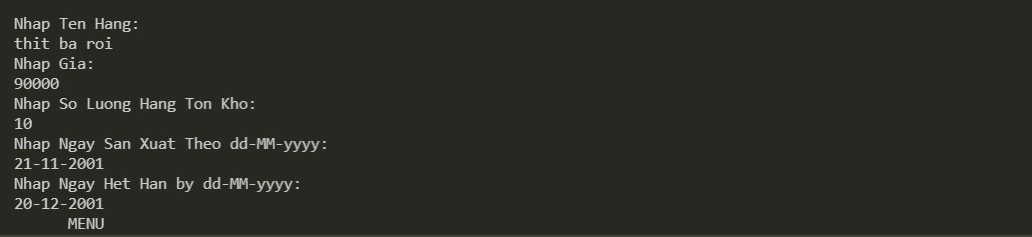 Nhap Ten Hang:
thit ba roi
Nhap Gia:
90000
Nhap So Luong Hang Ton Kho:
10
Nhap Ngay San Xuat Theo dd-MM-yyyy:
21-11-2001
Nhap Ngay Het Han by dd-MM-yyyy:
20-12-2001
MENU